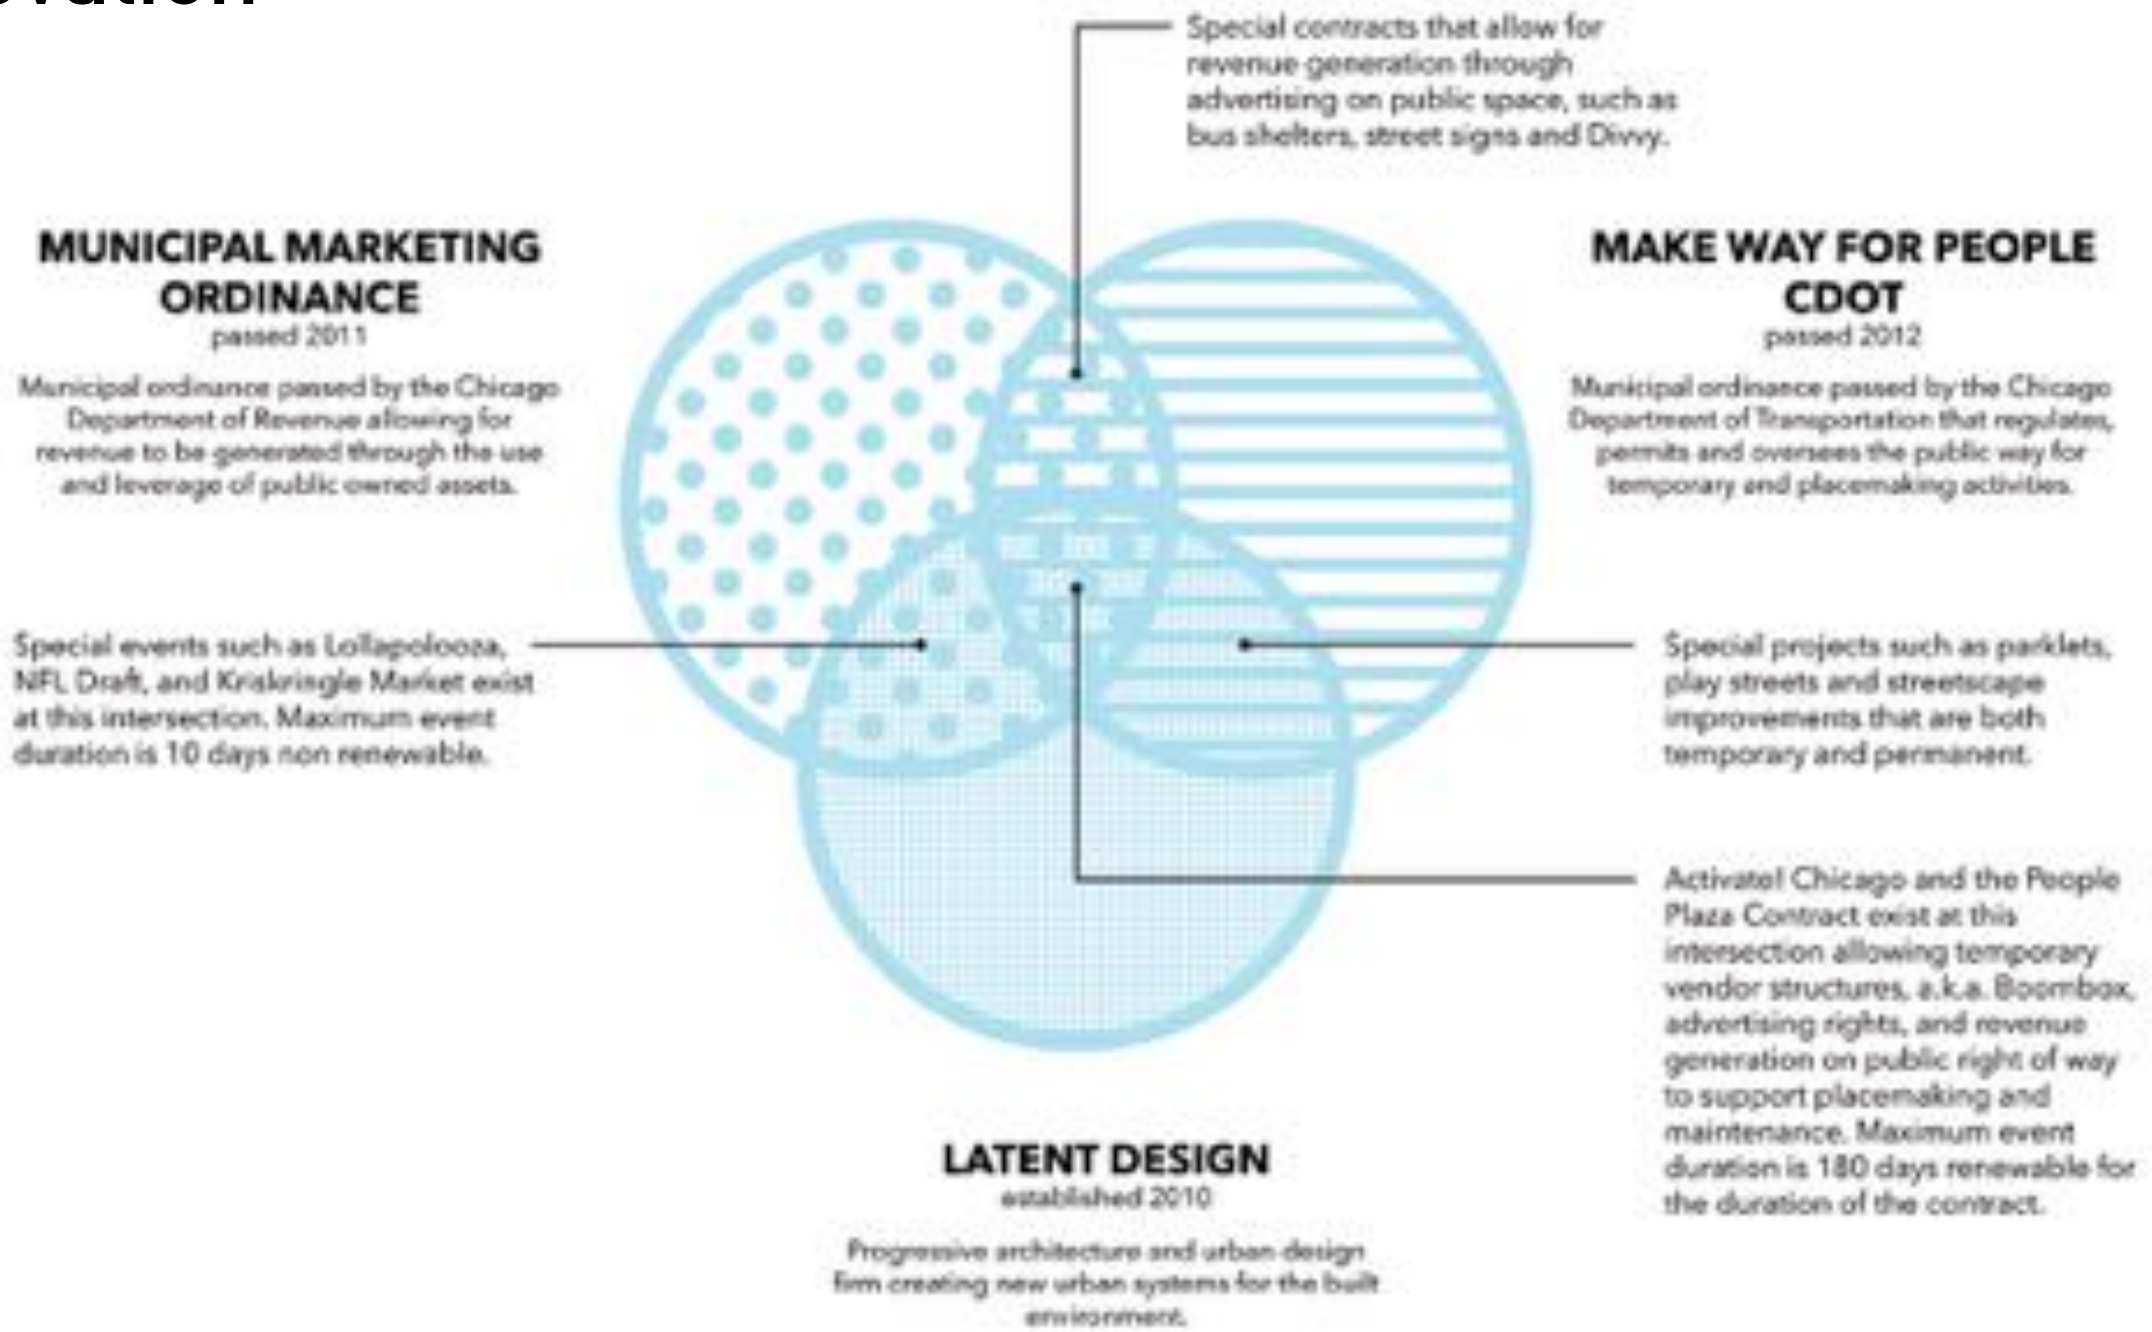 Special contracts that allow for
revenue generation through
advertising on public space, such as
bus shelters, street signs and Divvy.
MUNICIPAL MARKETING
ORDINANCE
passed 2011
Municipal ordinance passed by the Chicago
Department of Revenue allowing for
revenue to be generated through the use
and leverage of public owned assets.
MAKE WAY FOR PEOPLE
CDOT
passed 2012
Municipal ordinance passed by the Chicago
Department of Transportation that regulates,
permits and oversees the public way for
temporary and placemaking activities.
Special events such as Lollapolooza,
NFL Draft, and Kriskringle Market exist
at this intersection. Maximum event
duration is 10 days non renewable.
Special projects such as parklets,
play streets and streetscape
improvements that are both
temporary and permanent.
Activate! Chicago and the People
Plaza Contract exist at this
intersection allowing temporary
vendor structures, a.k.a. Boombox,
advertising rights, and revenue
generation on public right of way
to support placemaking and
maintenance. Maximum event
duration is 180 days renewable for
the duration of the contract.
LATENT DESIGN
established 2010
Progressive architecture and urban design
firm creating new urban systems for the built
environment.